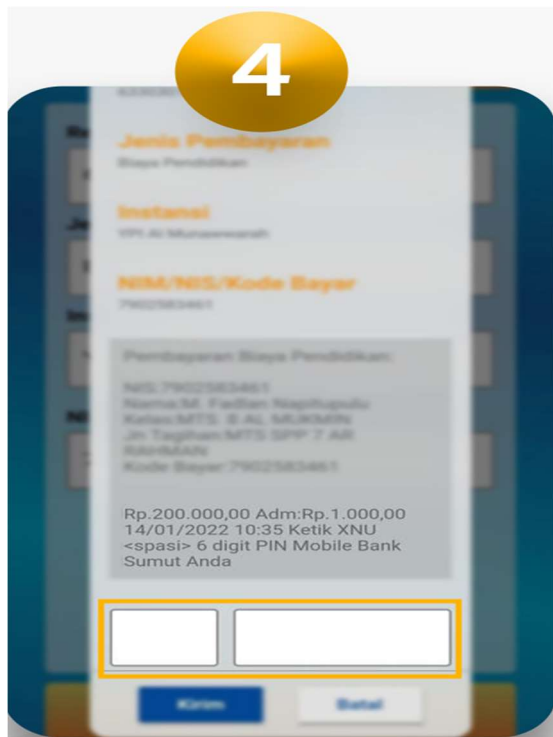 4
Jenis Pembayaran
Biaya Pendidikan
Instansi
YPI Al Munawwarah
NIM/NIS/Kode Bayar
7902583461
Pembayaran Biaya Pendidikan:
NIS:7902583461
Nama:M. Fadlan Napitupulu
Kelas:MTS: 8 AL MUKMIN
Jn Tagihan:MTS SPP 7 AR
RAHMAN
Kode Bayar:7902583461
Rp.200.000,00 Adm:Rp.1.000,00
14/01/2022 10:35 Ketik XNU
<spasi> 6 digit PIN Mobile Bank
Sumut Anda
Kirim
Batal